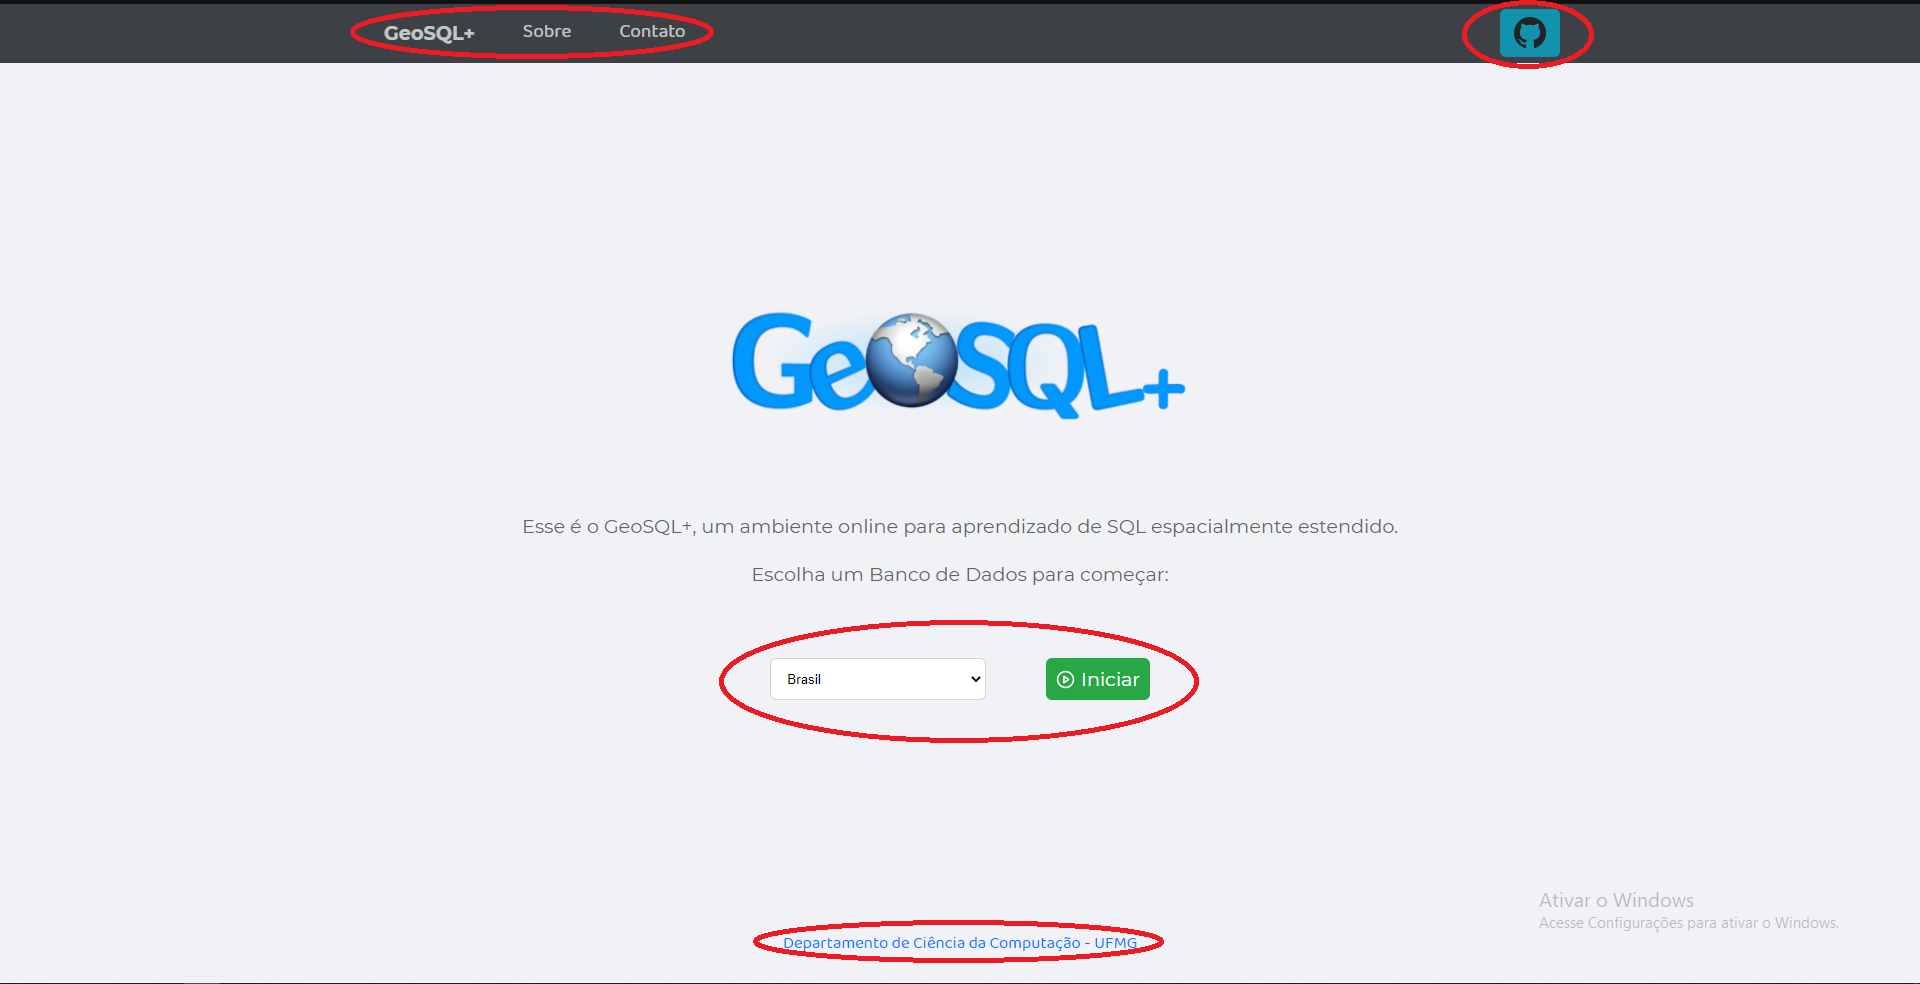 GeoSQL+ Sobre Contato
GeoSQL+
Esse é o GeoSQL+, um ambiente online para aprendizado de SQL espacialmente estendido.
Escolha um Banco de Dados para começar:
Brasil Iniciar
Ativar o Windows
Acesse Configurações para ativar o Windows.
Departamento de Ciência da Computação - UFMG